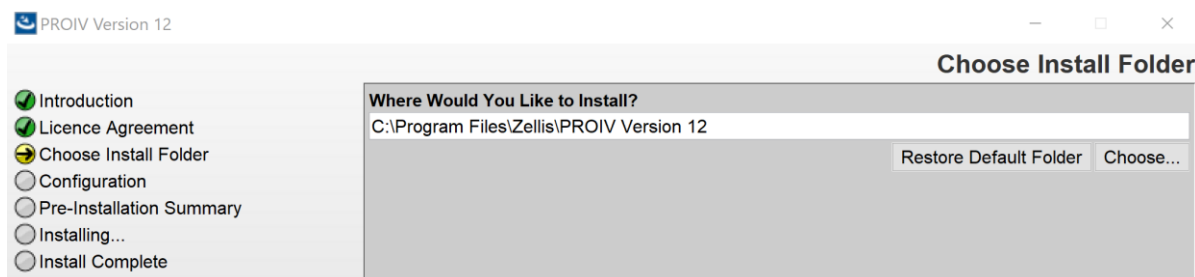 PROIV Version 12
Choose Install Folder
Introduction
Licence Agreement
Choose Install Folder
Configuration
Pre-Installation Summary
Installing...
Install Complete
Where Would You Like to Install?
C:\Program Files\Zellis\PROIV Version 12
Restore Default Folder Choose...